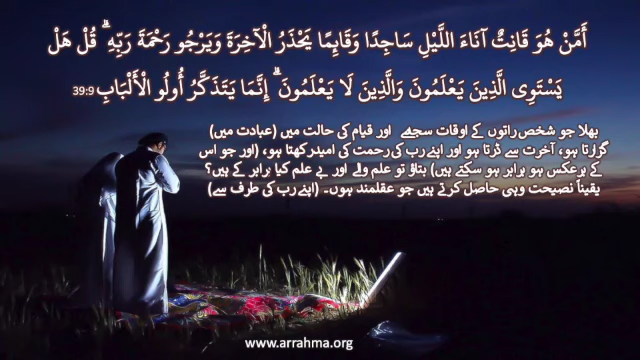 أَمَّنْ هُوَ قَانِتٌ آنَاءَ اللَّيْلِ سَاجِدًا وَقَائِمًا يَحْذَرُ الْآخِرَةَ وَيَرْجُو رَحْمَةَ رَبِّهِ ۗ قُلْ هَلْ
يَسْتَوِي الَّذِينَ يَعْلَمُونَ وَالَّذِينَ لَا يَعْلَمُونَ ۗ إِنَّمَا يَتَذَكَّرُ أُولُو الْأَلْبَابِ 39:9
بھلا جو شخص راتوں کے اوقات سجدے اور قیام کی حالت میں (عبادت میں)
گزارتا ہو، آخرت سے ڈرتا ہو اور اپنے رب کی رحمت کی امید رکھتا ہو، (اور جو اس
کے برعکس ہو برابر ہو سکتے ہیں) بتاؤ تو علم والے اور بے علم کیا برابر کے ہیں؟
یقیناً نصیحت وہی حاصل کرتے ہیں جو عقلمند ہوں۔ (اپنے رب کی طرف سے)
www.arrahma.org